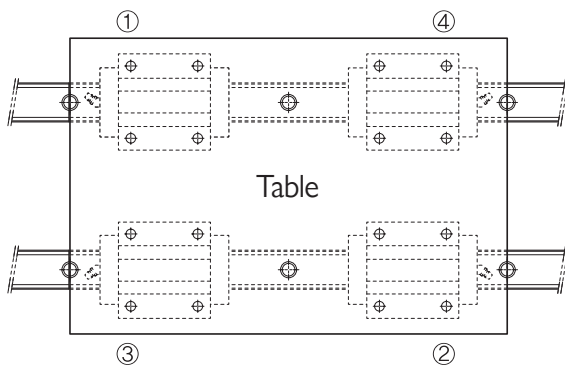 ① ④
Table
③ ②